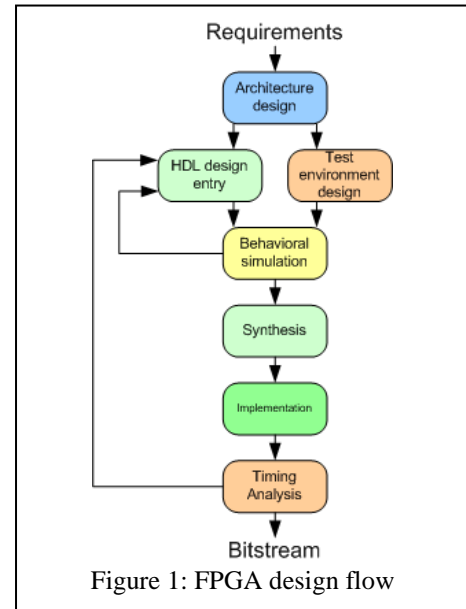 Requirements
Architecture
design
HDL design
entry
Test
environment
design
Behavioral
simulation
Synthesis
Implementation
Timing
Analysis
Bitstream
Figure 1: FPGA design flow